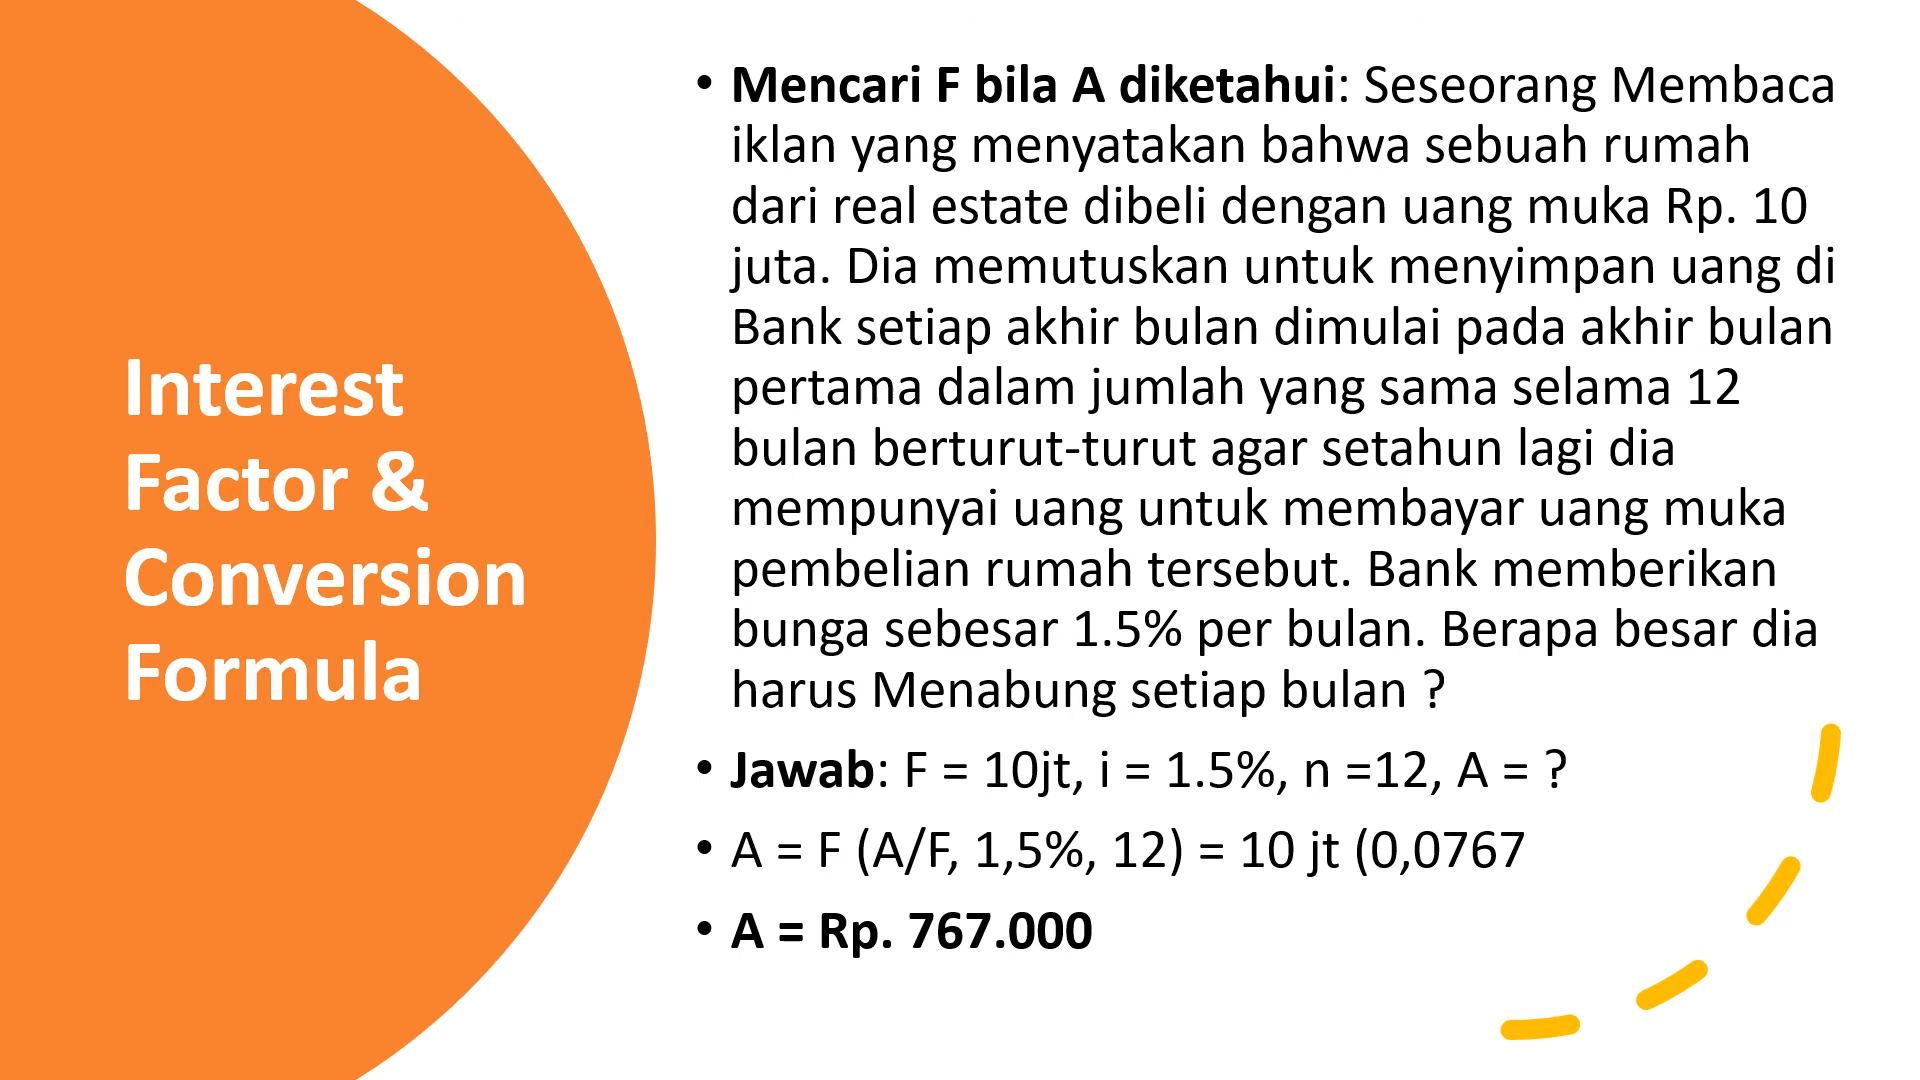 Interest
Factor &
Conversion
Formula
• Mencari F bila A diketahui: Seseorang Membaca
iklan yang menyatakan bahwa sebuah rumah
dari real estate dibeli dengan uang muka Rp. 10
juta. Dia memutuskan untuk menyimpan uang di
Bank setiap akhir bulan dimulai pada akhir bulan
pertama dalam jumlah yang sama selama 12
bulan berturut-turut agar setahun lagi dia
mempunyai uang untuk membayar uang muka
pembelian rumah tersebut. Bank memberikan
bunga sebesar 1.5% per bulan. Berapa besar dia
harus Menabung setiap bulan ?
• Jawab: F = 10jt, i = 1.5%, n =12, A = ?
• A = F (A/F, 1,5%, 12) = 10 jt (0,0767
• A = Rp. 767.000